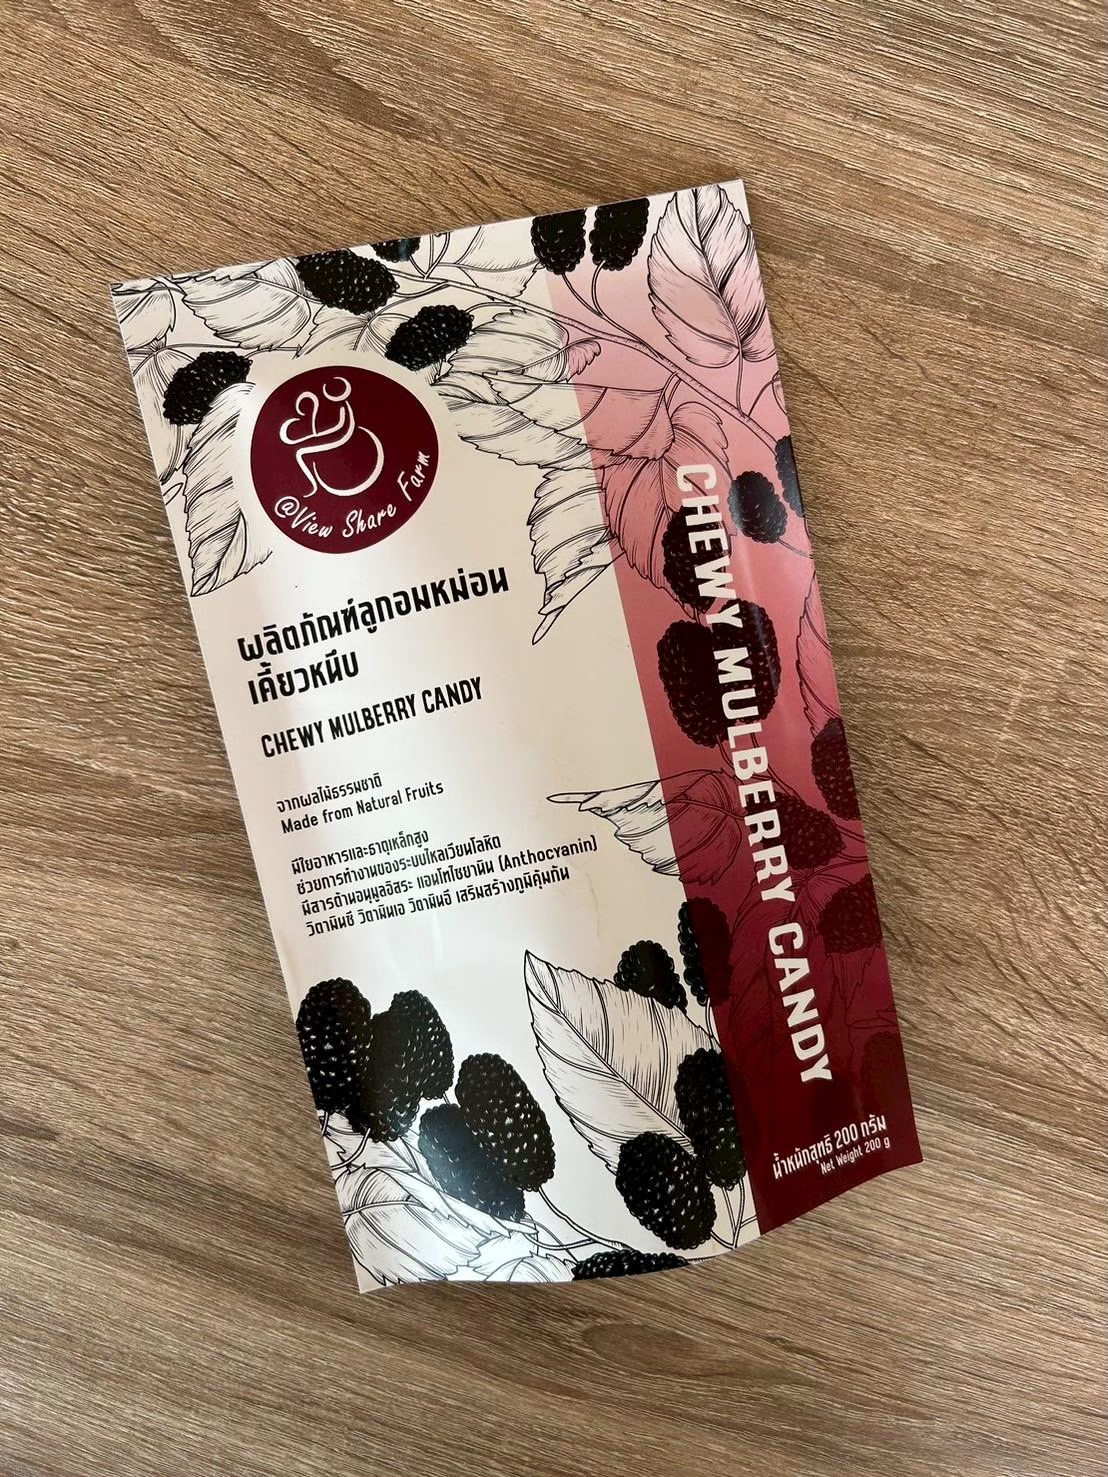 @View Share Farm
ผลิตภัณฑ์ลูกอมหม่อน
เคี้ยวหนึบ
CHEWY MULBERRY CANDY
จากผลไม้ธรรมชาติ
Made from Natural Fruits
มีใยอาหารและธาตุเหล็กสูง
ช่วยการทำงานของระบบไหลเวียนโลหิต
มีสารต้านอนุมูลอิสระ แอนโทไซยานิน (Anthocyanin)
วิตามินซี วิตามินเอ วิตามินอี เสริมสร้างภูมิคุ้มกัน
CHEWY MULBERRY CANDY
น้ำหนักสุทธิ 200 กรัม
Net Weight 200 g